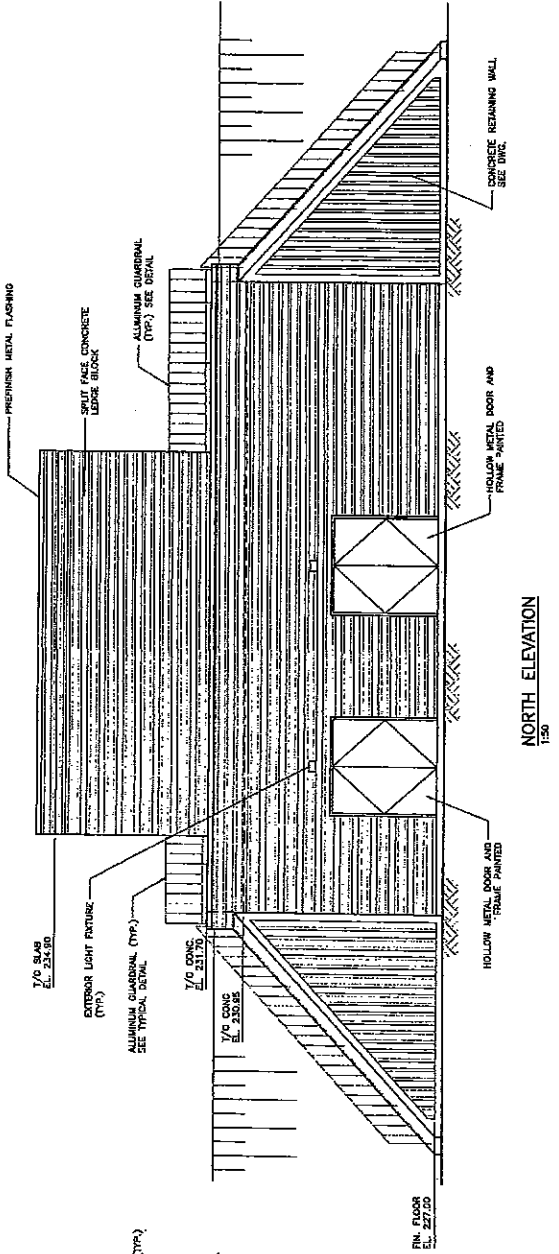 PREFINISH METAL FLASHING
SPLIT FACE CONCRETE
LEDGE BLOCK
ALUMINUM GUARDRAIL
(TYP.) SEE DETAIL
CONCRETE RETAINING WALL
SEE DWG.
T/O SLAB
EL. 234.90
EXTERIOR LIGHT FIXTURE
(TYP.)
ALUMINUM GUARDRAIL (TYP.)
SEE TYPICAL DETAIL
T/O CONC.
EL. 231.70
T/O CONC
EL. 230.95
FIN. FLOOR
EL. 227.00
HOLLOW METAL DOOR AND
FRAME PAINTED
HOLLOW METAL DOOR AND
FRAME PAINTED
NORTH ELEVATION
1:50
(TYP.)